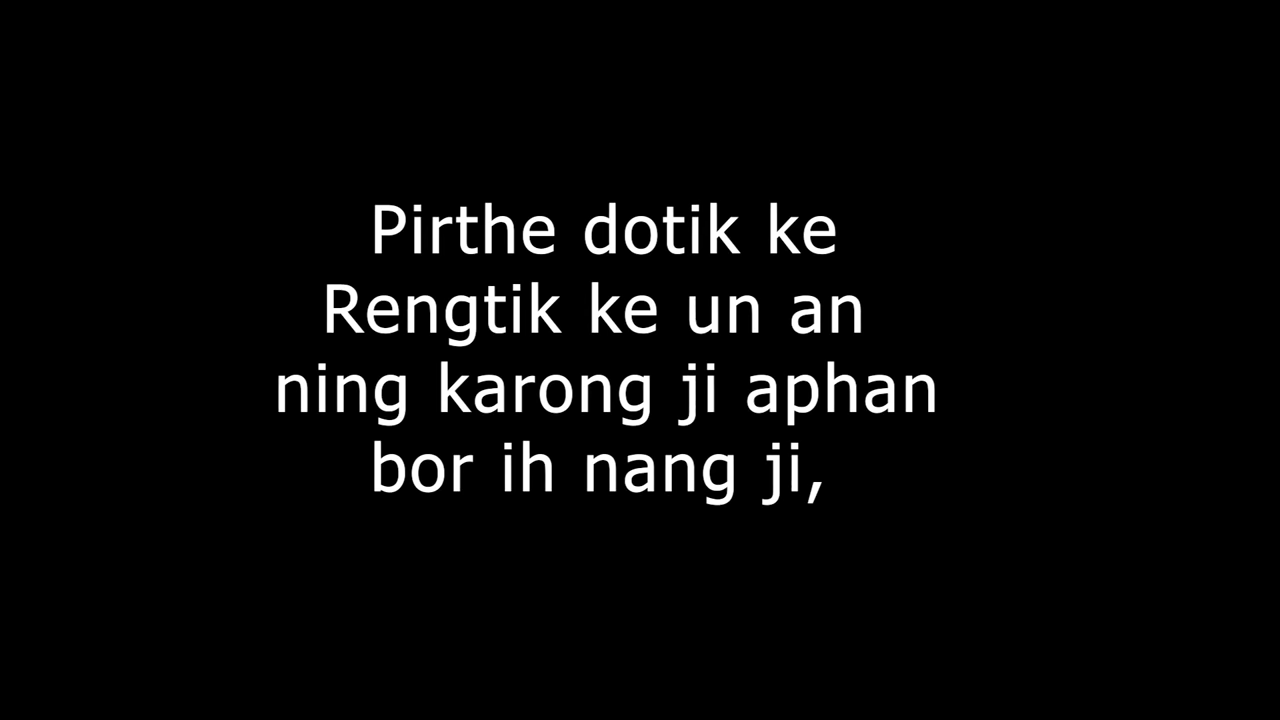 Pirthe dotik ke
Rengtik ke un an
ning karong ji aphan
bor ih nang ji,